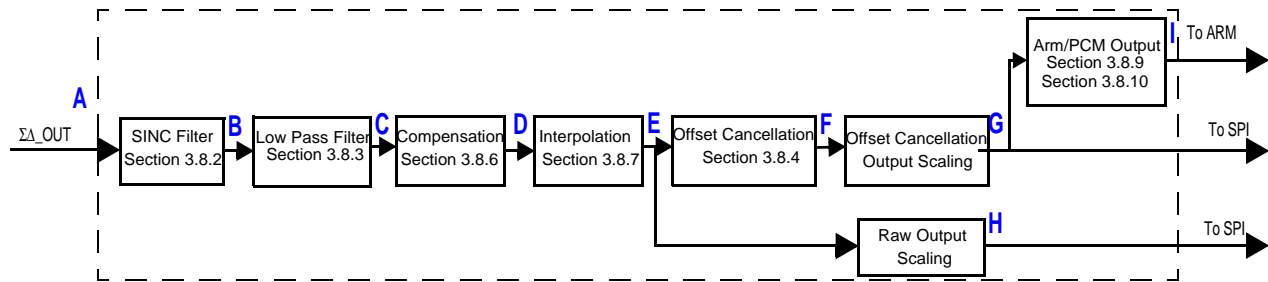 A
ΣΔ_OUT
SINC Filter
Section 3.8.2
B
Low Pass Filter
Section 3.8.3
C
Compensation
Section 3.8.6
D
Interpolation
Section 3.8.7
E
Offset Cancellation
Section 3.8.4
F
Offset Cancellation
Output Scaling
G
Arm/PCM Output
Section 3.8.9
Section 3.8.10
I
To ARM
To SPI
Raw Output
Scaling
H
To SPI